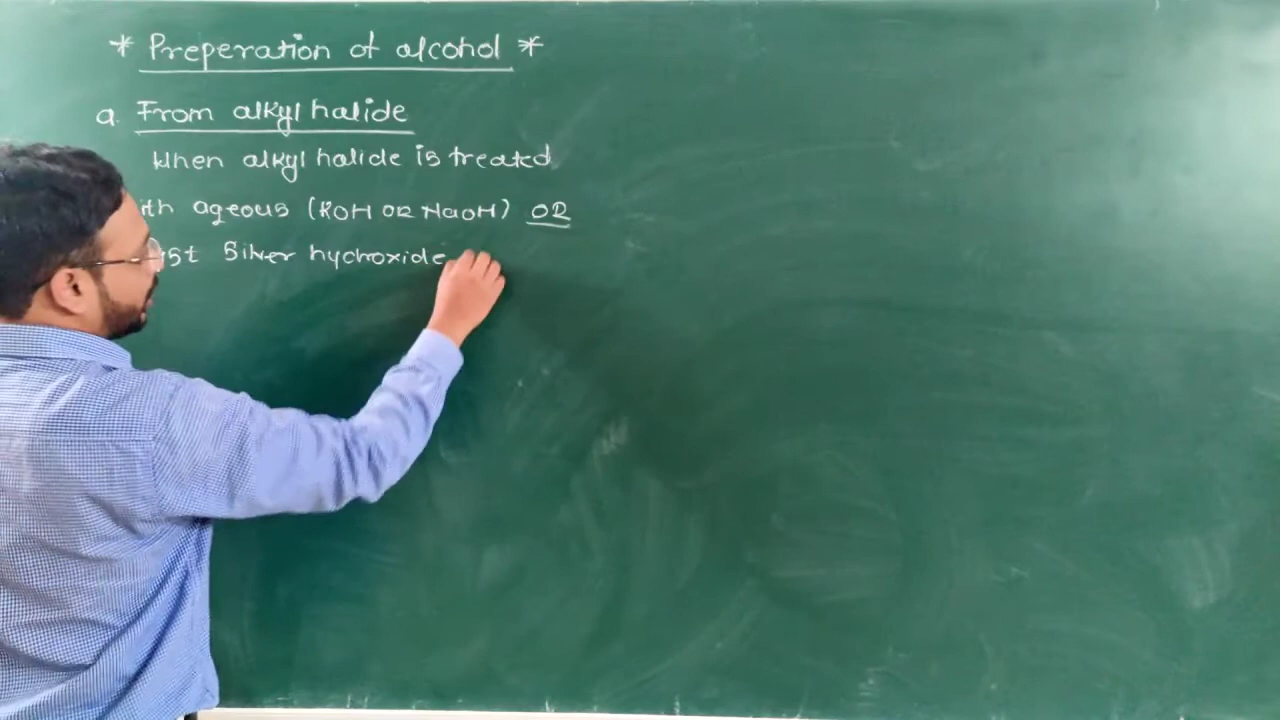 * Preperation of alcohol *
a. From alkyl halide
When alkyl halide is treated
ith ageous (KOH OR NaOH) OR
st Silver hydroxide